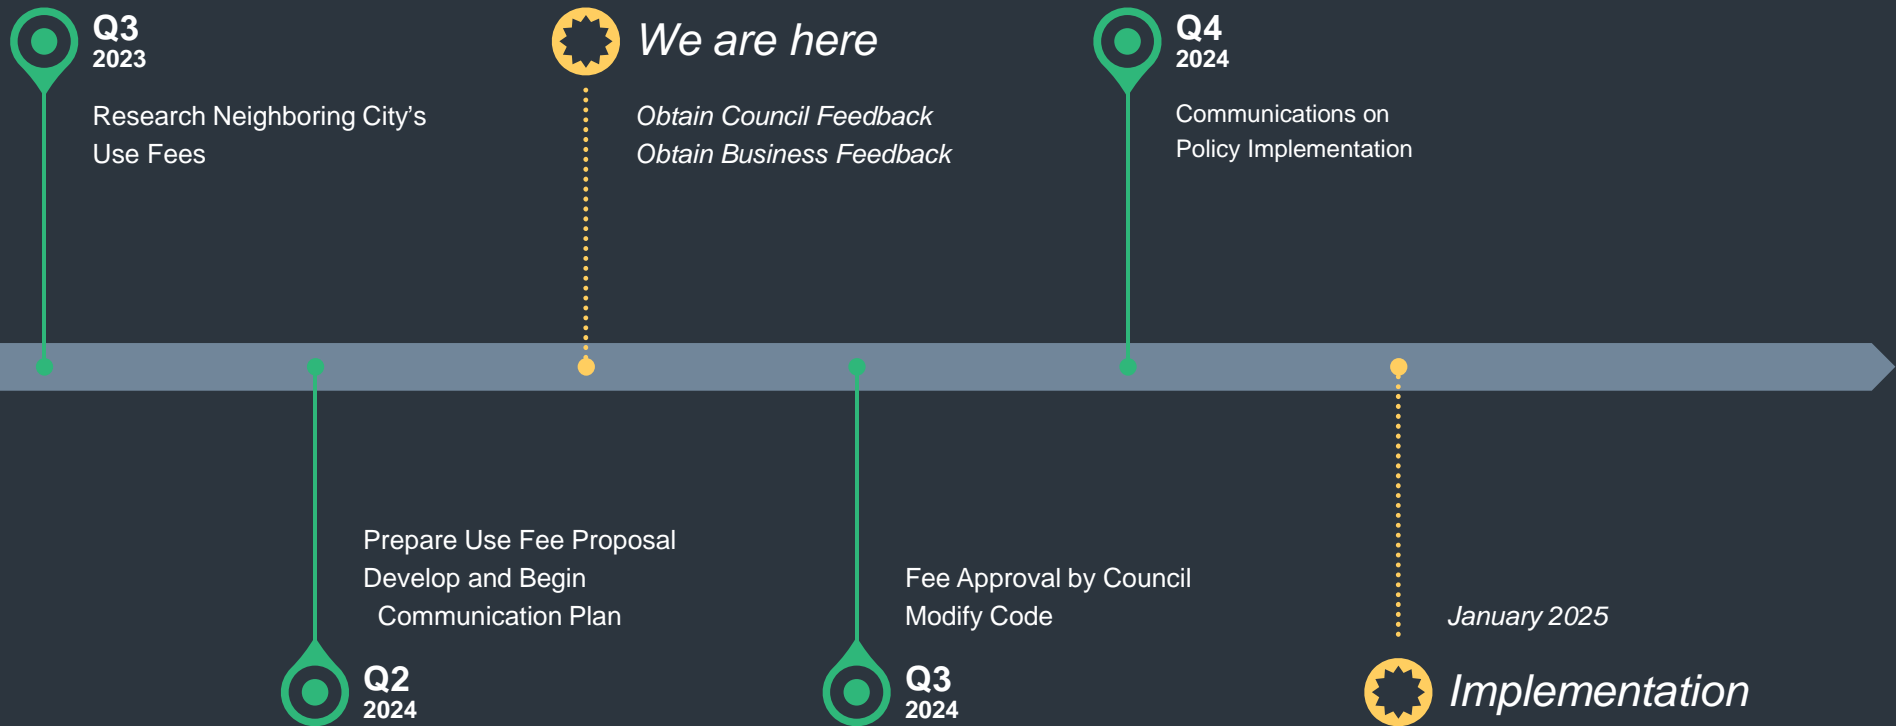 Q3
2023
Research Neighboring City’s
Use Fees
We are here
Obtain Council Feedback
Obtain Business Feedback
Q4
2024
Communications on
Policy Implementation
Prepare Use Fee Proposal
Develop and Begin
Communication Plan
Q2
2024
Fee Approval by Council
Modify Code
Q3
2024
January 2025
Implementation